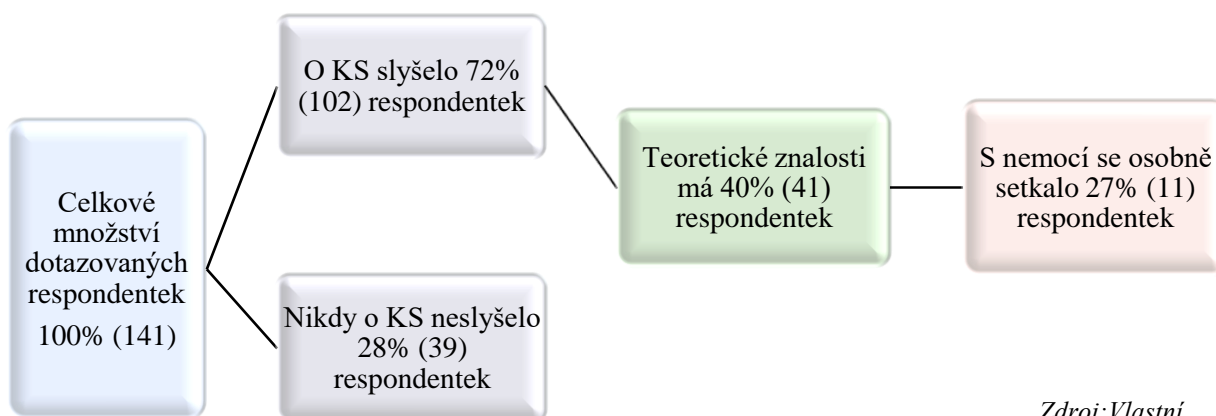 Celkové
množství
dotazovaných
respondentek
100% (141)
O KS slyšelo 72%
(102) respondentek
Nikdy o KS neslyšelo
28% (39)
respondentek
Teoretické znalosti
má 40% (41)
respondentek
S nemocí se osobně
setkalo 27% (11)
respondentek
Zdroj:Vlastní